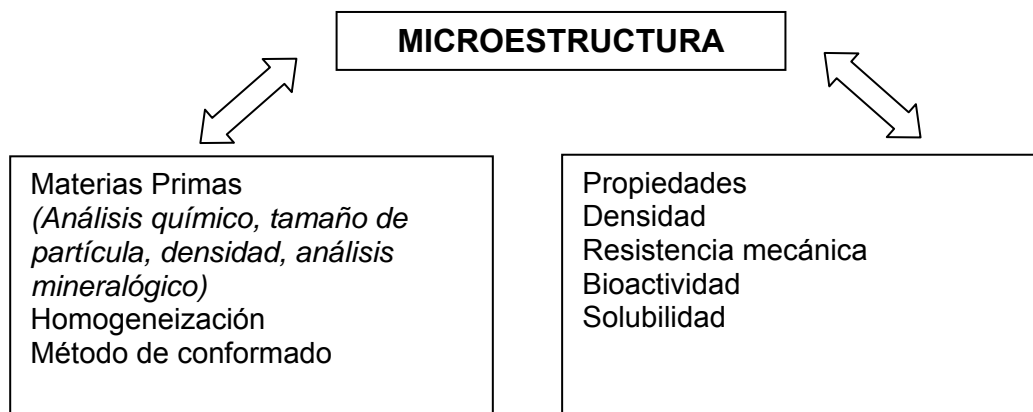 MICROESTRUCTURA
Materias Primas
(Análisis químico, tamaño de
partícula, densidad, análisis
mineralógico)
Homogeneización
Método de conformado
Propiedades
Densidad
Resistencia mecánica
Bioactividad
Solubilidad